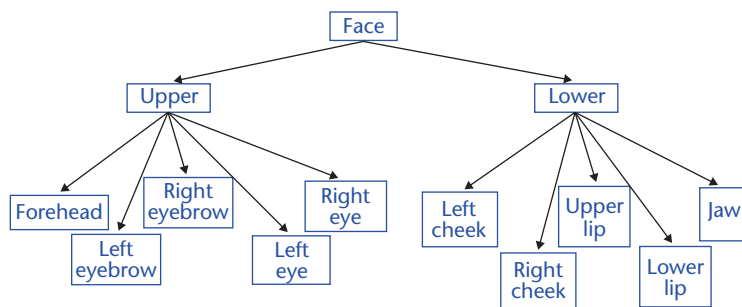 Face
Upper
Lower
Forehead
Left
eyebrow
Right
eyebrow
Left
eye
Right
eye
Left
cheek
Right
cheek
Upper
lip
Lower
lip
Jaw